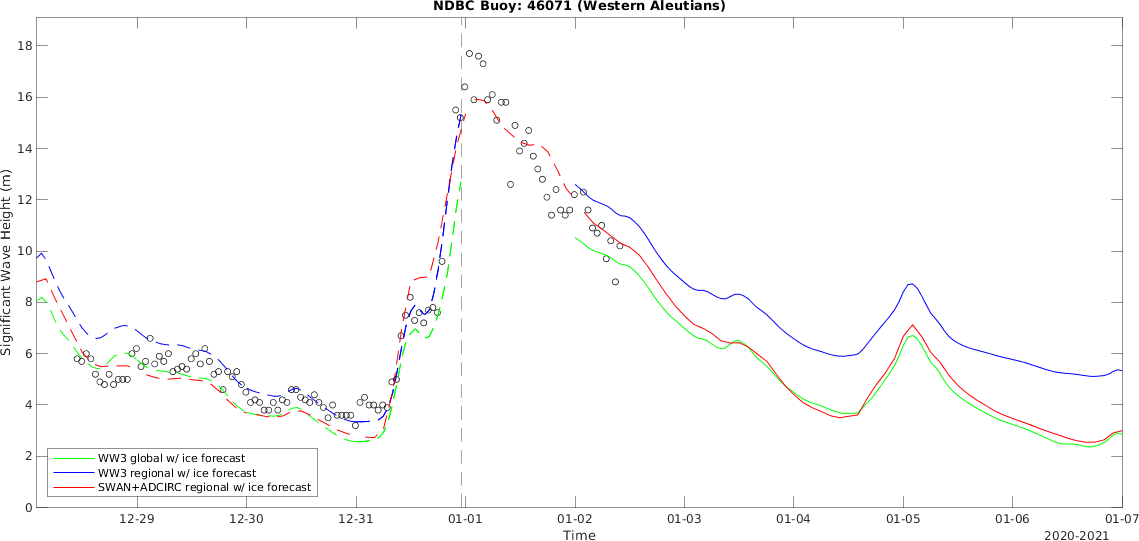 NDBC Buoy: 46071 (Western Aleutians)
Significant Wave Height (m)
18
16
14
12
10
8
6
4
2
0
WW3 global w/ ice forecast
WW3 regional w/ ice forecast
SWAN+ADCIRC regional w/ ice forecast
12-29 12-30 12-31 01-01 01-02 01-03 01-04 01-05 01-06 01-07
Time
2020-2021